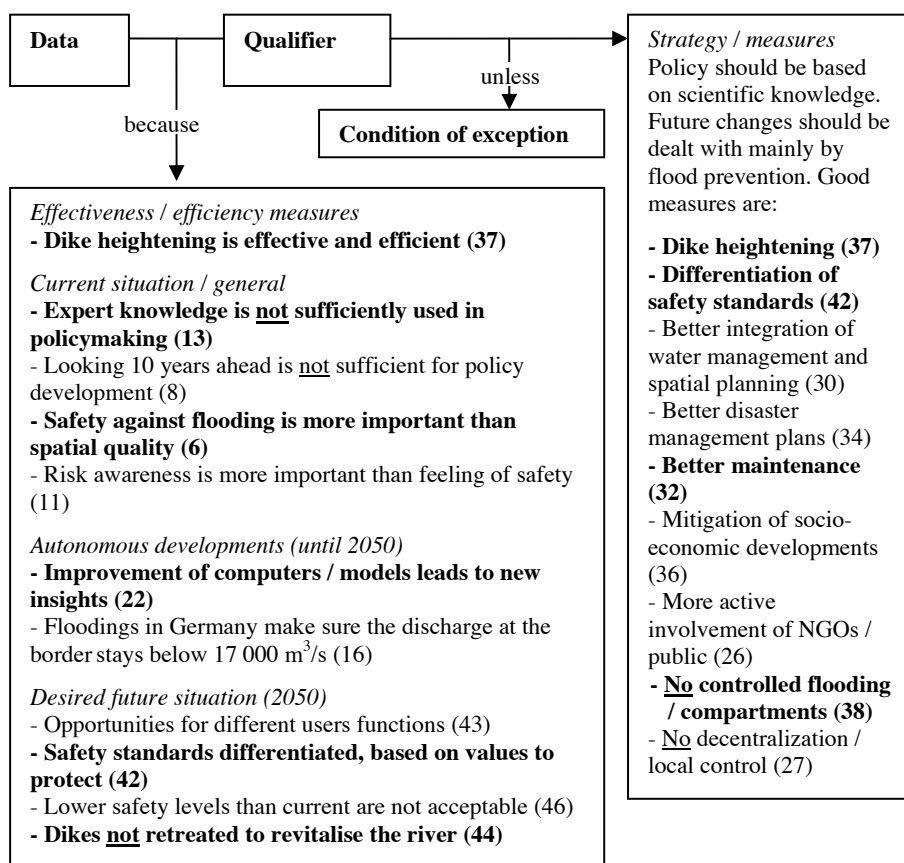 Data
Qualifier
because
unless
Condition of exception
Effectiveness / efficiency measures
- Dike heightening is effective and efficient (37)
Current situation / general
- Expert knowledge is not sufficiently used in
policymaking (13)
- Looking 10 years ahead is not sufficient for policy
development (8)
- Safety against flooding is more important than
spatial quality (6)
- Risk awareness is more important than feeling of safety
(11)
Autonomous developments (until 2050)
- Improvement of computers / models leads to new
insights (22)
- Floodings in Germany make sure the discharge at the
border stays below 17 000 m³/s (16)
Desired future situation (2050)
- Opportunities for different users functions (43)
- Safety standards differentiated, based on values to
protect (42)
- Lower safety levels than current are not acceptable (46)
- Dikes not retreated to revitalise the river (44)
Strategy / measures
Policy should be based
on scientific knowledge.
Future changes should be
dealt with mainly by
flood prevention. Good
measures are:
- Dike heightening (37)
- Differentiation of
safety standards (42)
- Better integration of
water management and
spatial planning (30)
- Better disaster
management plans (34)
- Better maintenance
(32)
- Mitigation of socio-
economic developments
(36)
- More active
involvement of NGOs /
public (26)
- No controlled flooding
/ compartments (38)
- No decentralization /
local control (27)